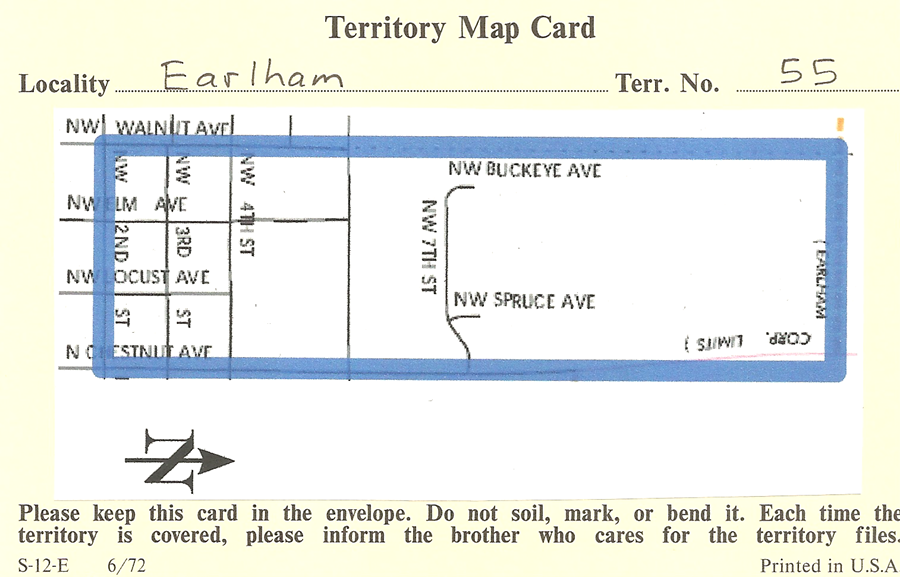 Territory Map Card
Locality Earlham Terr. No. 55
NW WALNUT AVE
NW BUCKEYE AVE
NW ELM AVE
NW LOCUST AVE
N CHESTNUT AVE
NW 2ND ST
NW 3RD ST
NW 4TH ST
NW 7TH ST
NW SPRUCE AVE
( EARLHAM
CORP. LIMITS )
N
Please keep this card in the envelope. Do not soil, mark, or bend it. Each time the
territory is covered, please inform the brother who cares for the territory files.
S-12-E 6/72 Printed in U.S.A.